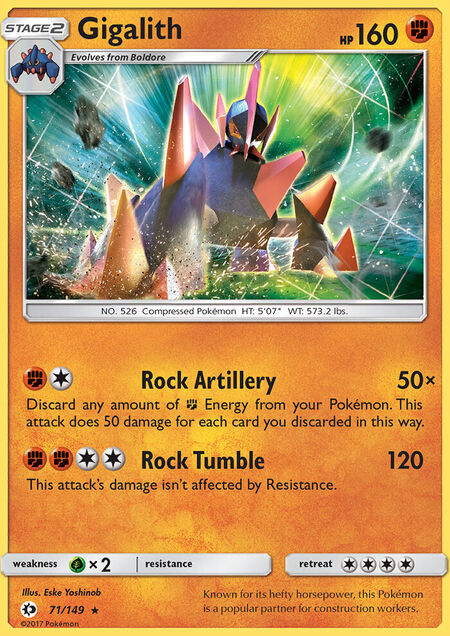 STAGE2
Gigalith
HP 160
Evolves from Boldore
NO. 526 Compressed Pokémon HT: 5'07" WT: 573.2 lbs.
Rock Artillery 50×
Discard any amount of Energy from your Pokémon. This
attack does 50 damage for each card you discarded in this way.
Rock Tumble 120
This attack's damage isn't affected by Resistance.
weakness ×2 resistance retreat
Illus. Eske Yoshinob
71/149 ★
©2017 Pokémon
Known for its hefty horsepower, this Pokémon
is a popular partner for construction workers.